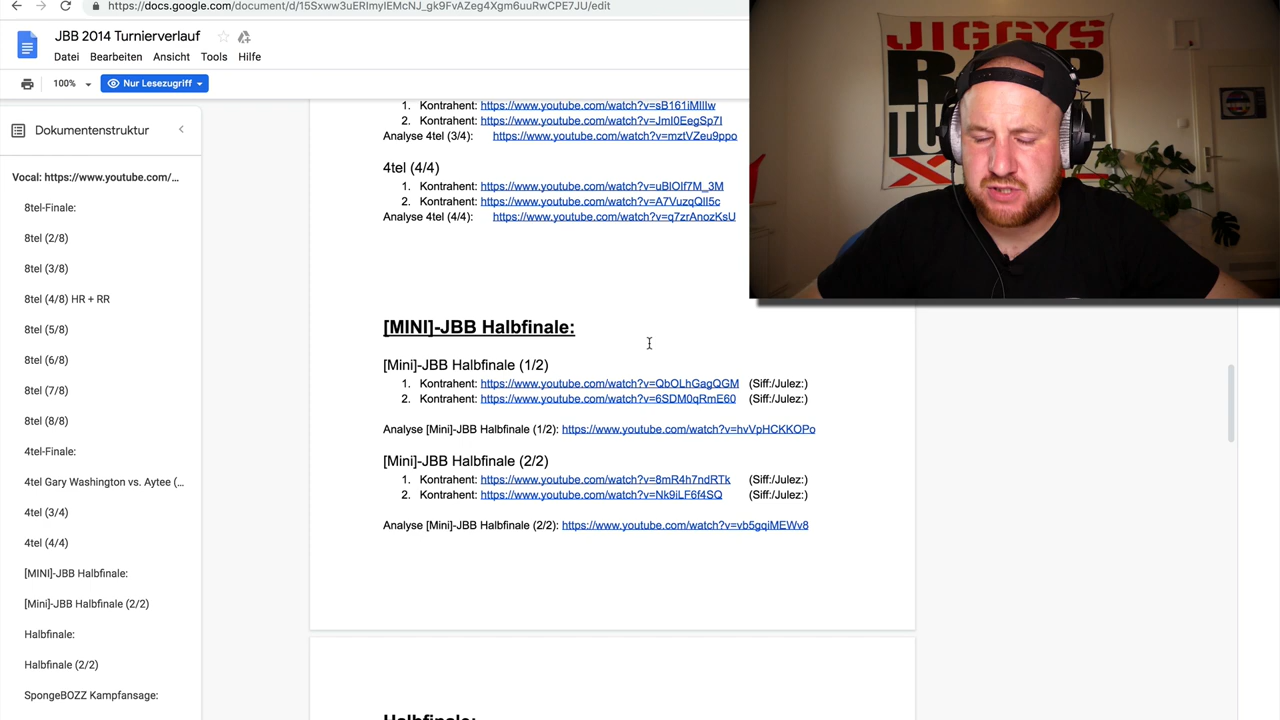 https://docs.google.com/document/d/15Sxww3uERImyIEMcNJ_gk9FvAZeg4Xgm6uuRwCPE7JU/edit
JBB 2014 Turnierverlauf
Datei Bearbeiten Ansicht Tools Hilfe
100% Nur Lesezugriff
Dokumentenstruktur
Vocal: https://www.youtube.com/...
8tel-Finale:
8tel (2/8)
8tel (3/8)
8tel (4/8) HR + RR
8tel (5/8)
8tel (6/8)
8tel (7/8)
8tel (8/8)
4tel-Finale:
4tel Gary Washington vs. Aytee (...
4tel (3/4)
4tel (4/4)
[MINI]-JBB Halbfinale:
[Mini]-JBB Halbfinale (2/2)
Halbfinale:
Halbfinale (2/2)
SpongeBOZZ Kampfansage:
1. Kontrahent: https://www.youtube.com/watch?v=sB161iMIIlw
2. Kontrahent: https://www.youtube.com/watch?v=JmI0EegSp7I
Analyse 4tel (3/4): https://www.youtube.com/watch?v=mztVZeu9ppo
4tel (4/4)
1. Kontrahent: https://www.youtube.com/watch?v=uBIOIf7M_3M
2. Kontrahent: https://www.youtube.com/watch?v=A7VuzqQlI5c
Analyse 4tel (4/4): https://www.youtube.com/watch?v=q7zrAnozKsU
[MINI]-JBB Halbfinale:
[Mini]-JBB Halbfinale (1/2)
1. Kontrahent: https://www.youtube.com/watch?v=QbOLhGagQGM (Siff:/Julez:)
2. Kontrahent: https://www.youtube.com/watch?v=6SDM0qRmE60 (Siff:/Julez:)
Analyse [Mini]-JBB Halbfinale (1/2): https://www.youtube.com/watch?v=hvVpHCKKOPo
[Mini]-JBB Halbfinale (2/2)
1. Kontrahent: https://www.youtube.com/watch?v=8mR4h7ndRTk (Siff:/Julez:)
2. Kontrahent: https://www.youtube.com/watch?v=Nk9iLF6f4SQ (Siff:/Julez:)
Analyse [Mini]-JBB Halbfinale (2/2): https://www.youtube.com/watch?v=vb5gqiMEWv8
Halbfinale:
JIGGYS